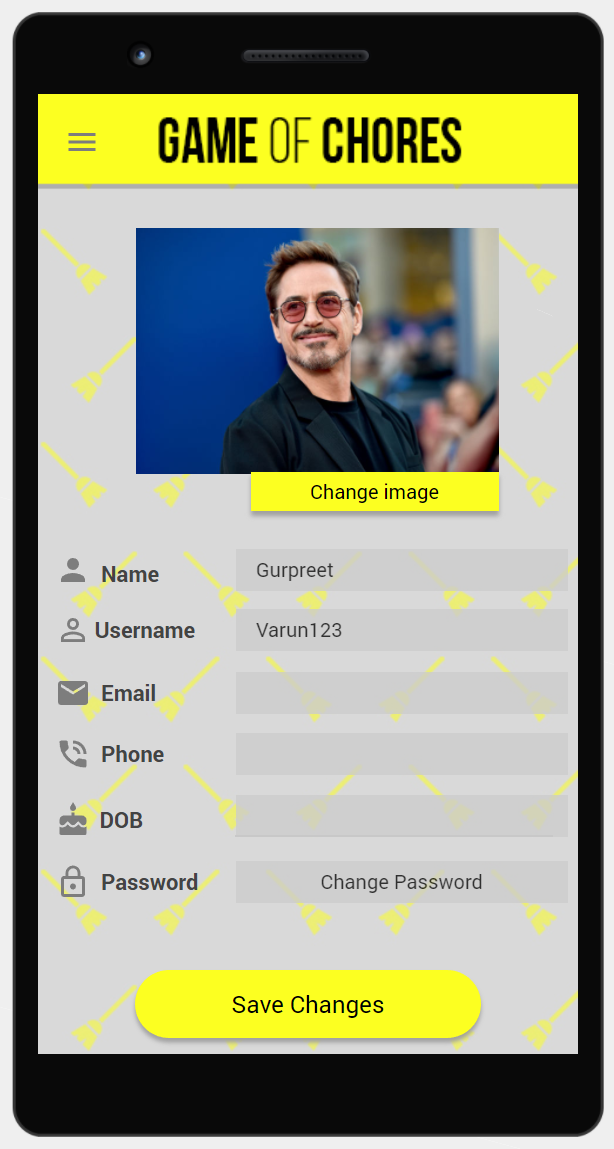 GAME OF CHORES
Change image
Name Gurpreet
Username Varun123
Email
Phone
DOB
Password Change Password
Save Changes